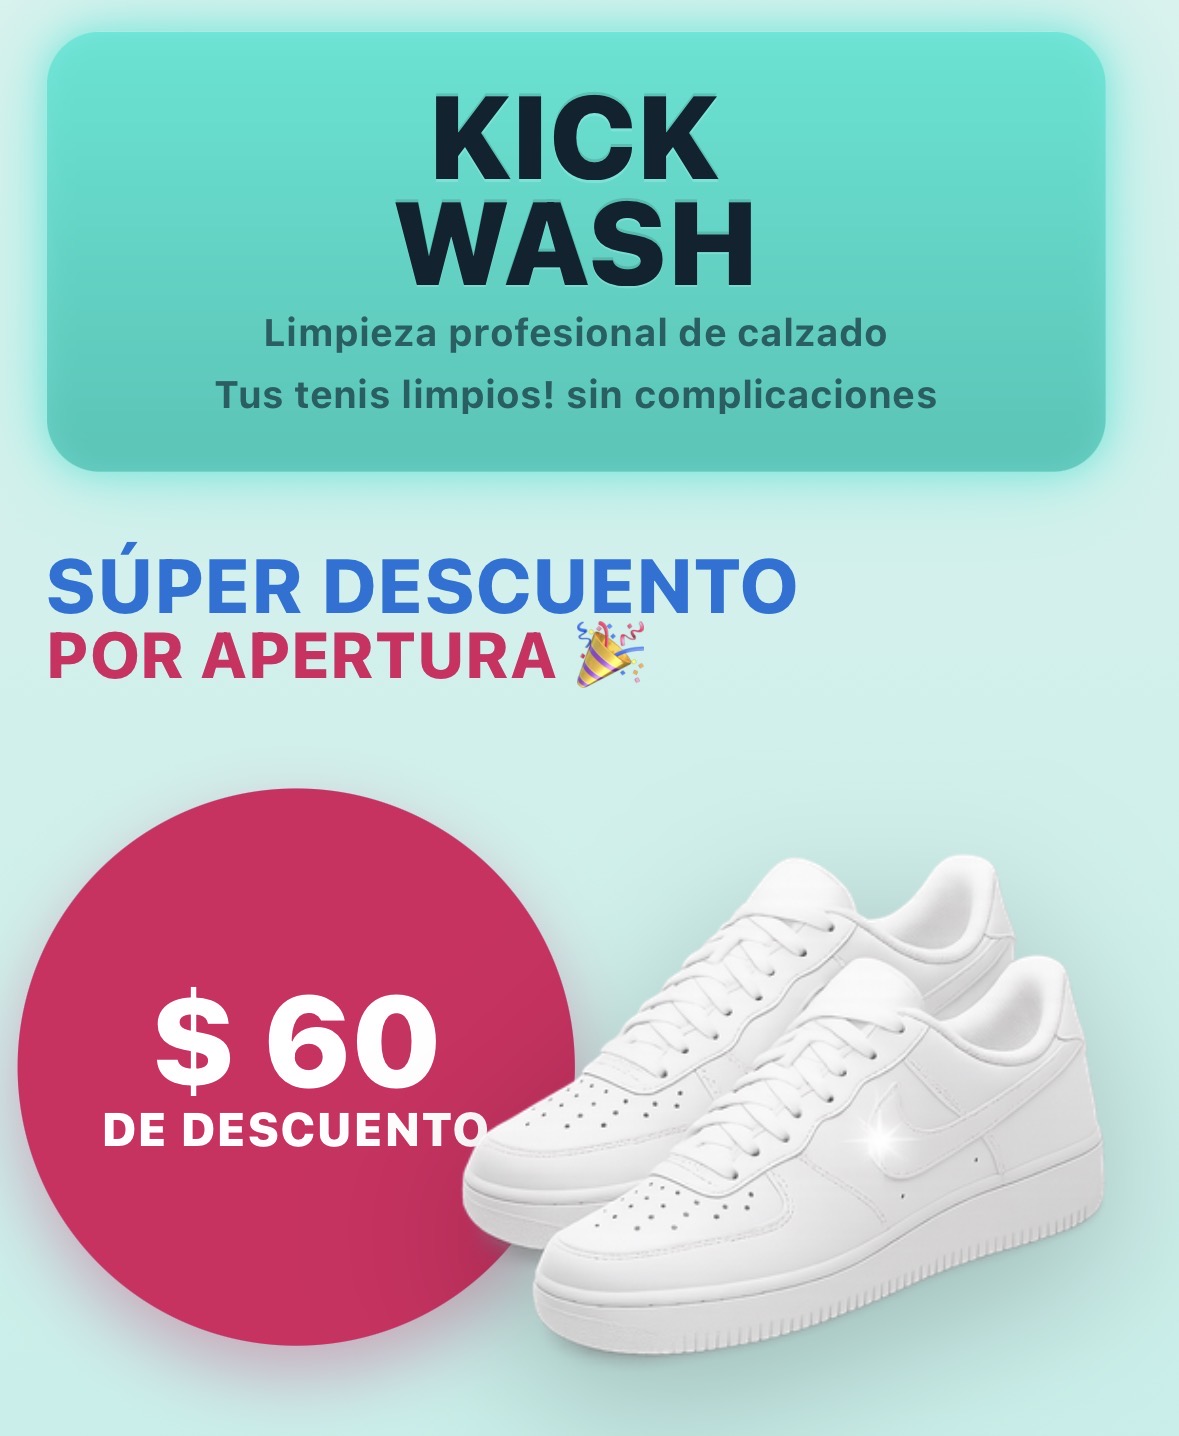 KICK
WASH
Limpieza profesional de calzado
Tus tenis limpios! sin complicaciones
SÚPER DESCUENTO
POR APERTURA 🎉
$ 60
DE DESCUENTO